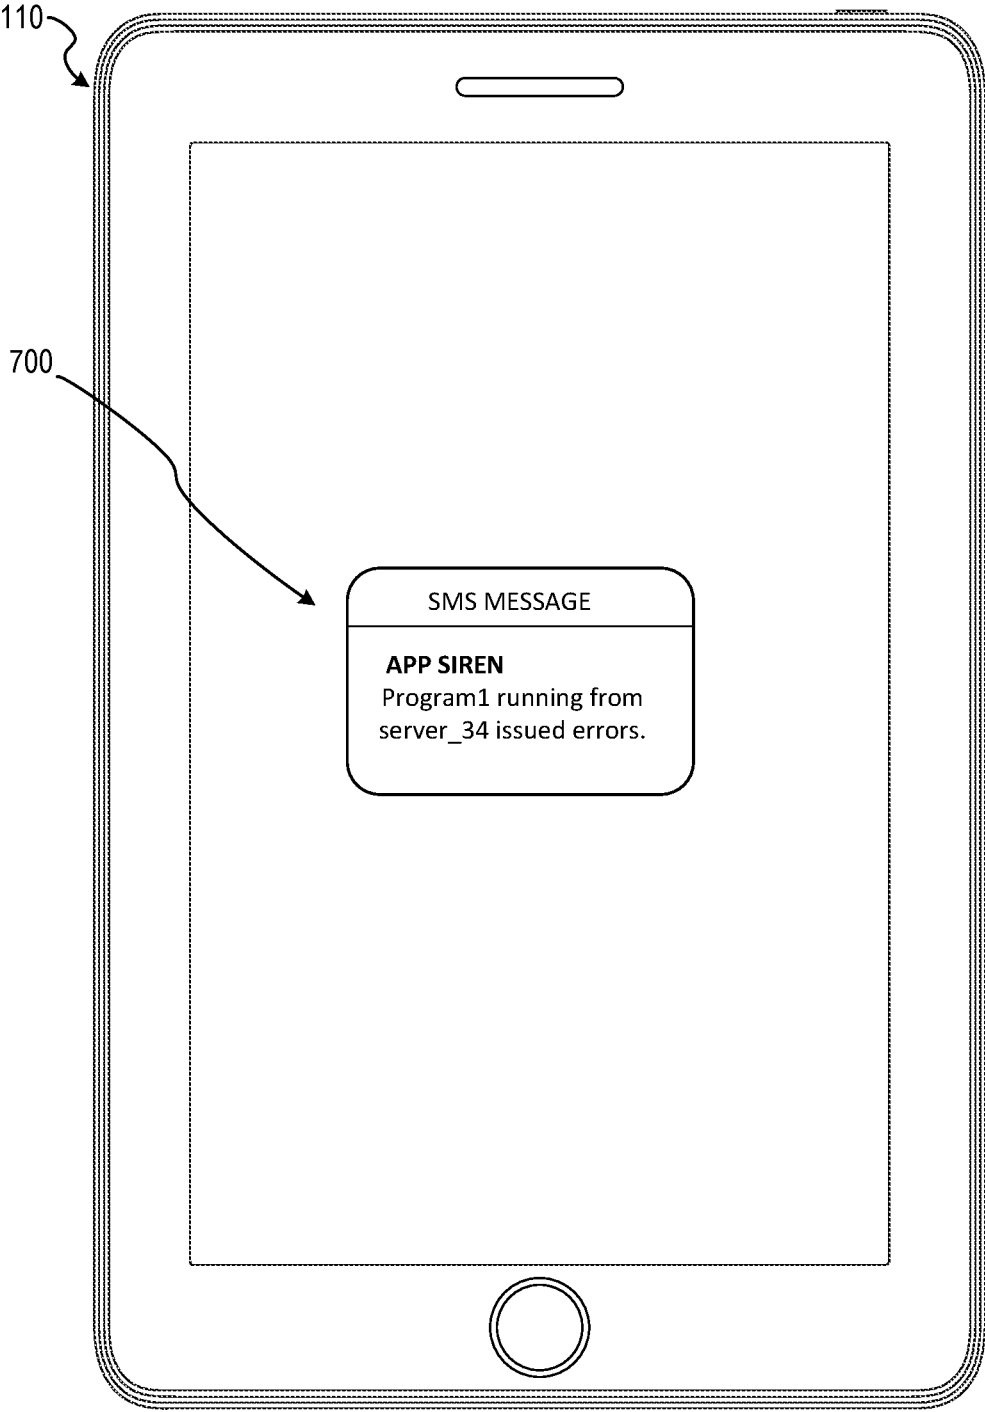 110
700
SMS MESSAGE
APP SIREN
Program1 running from
server_34 issued errors.